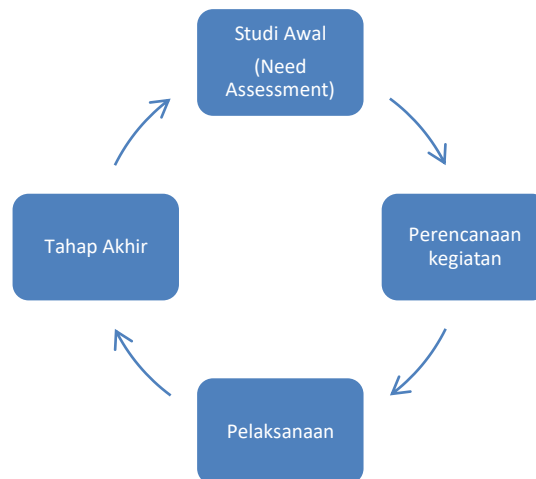 Studi Awal
(Need
Assessment)
Perencanaan
kegiatan
Pelaksanaan
Tahap Akhir